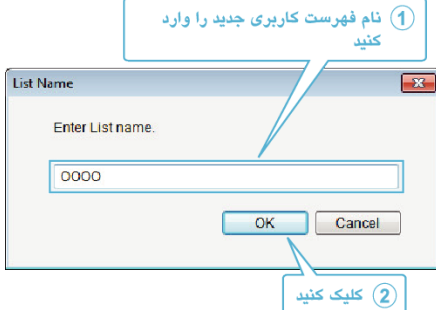 ① نام فهرست کاربری جدید را وارد
کنید
List Name
Enter List name.
OOOO
OK
Cancel
② کلیک کنید